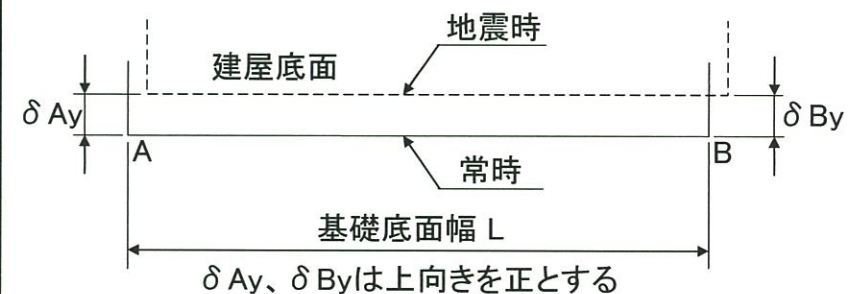 地震時
建屋底面
δAy
δBy
A
B
常時
基礎底面幅 L
δAy、δByは上向きを正とする